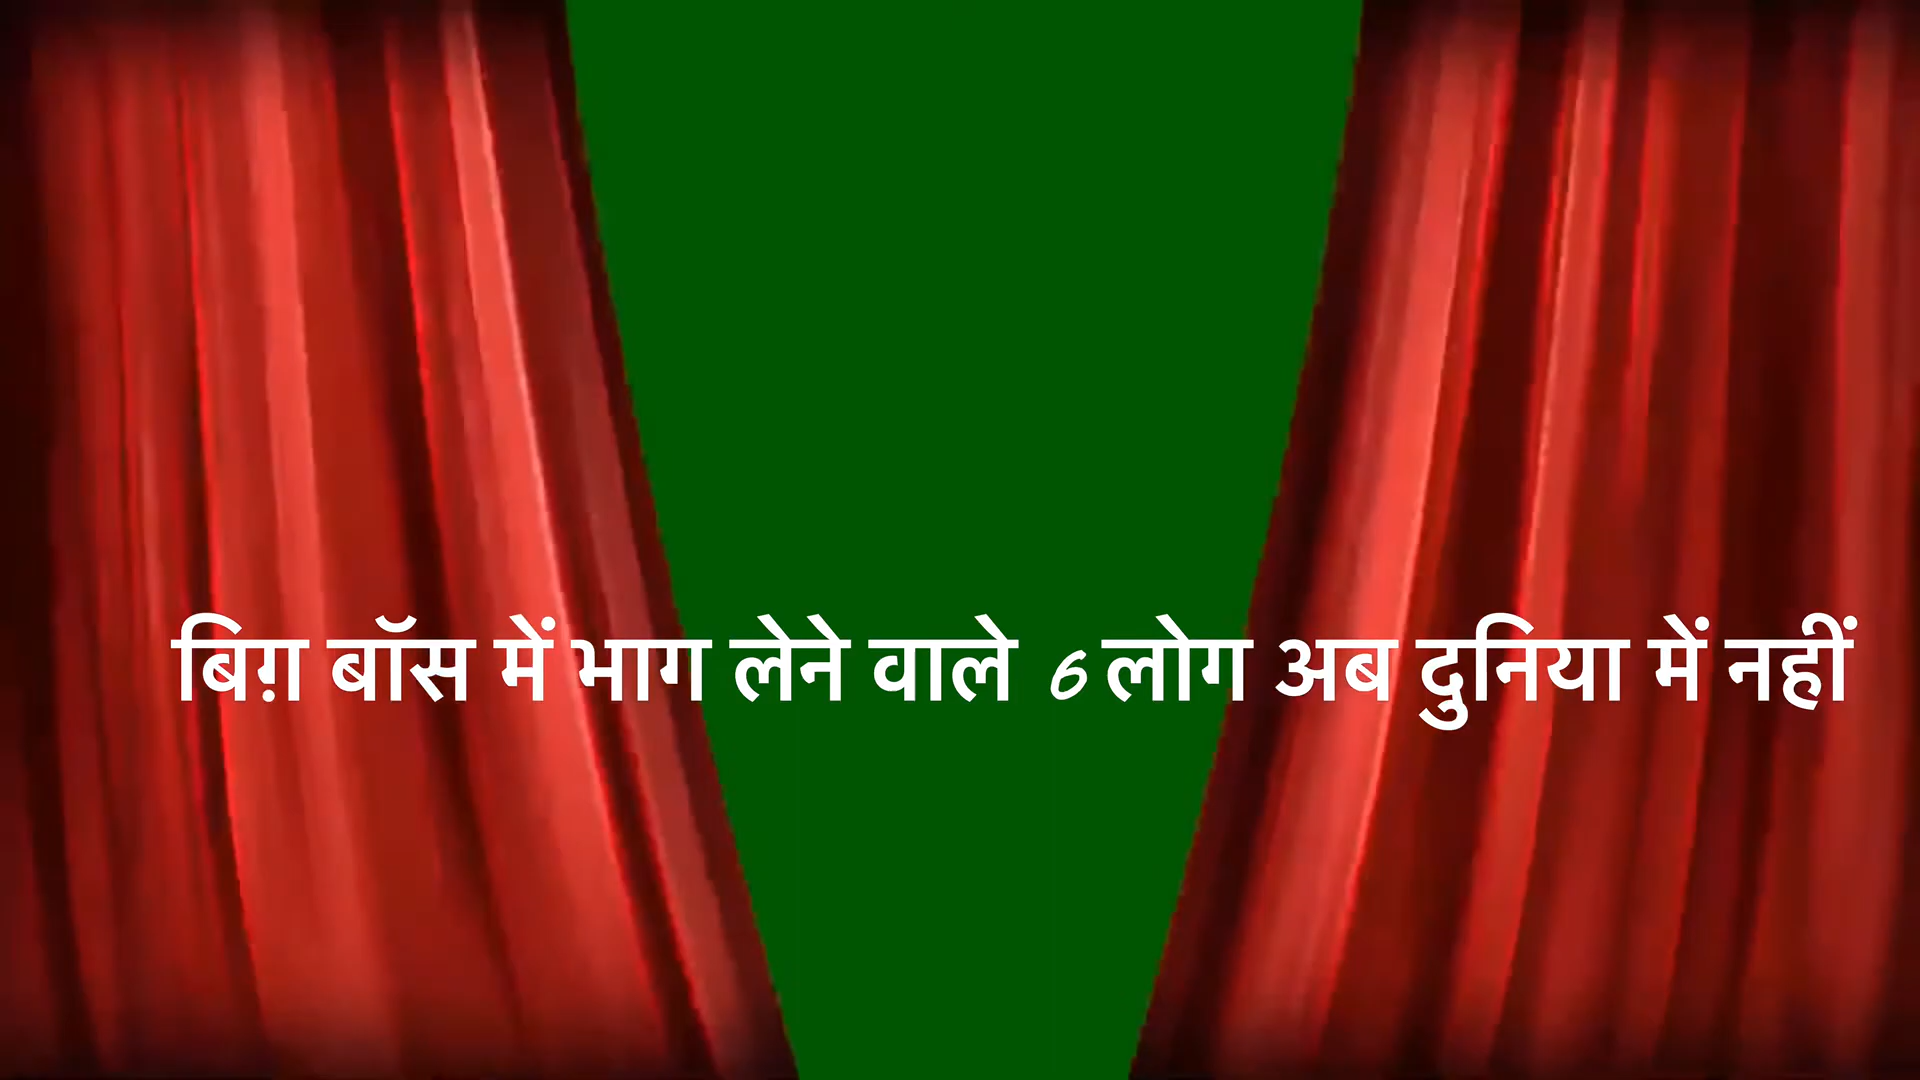 बिग़ बॉस में भाग लेने वाले 6 लोग अब दुनिया में नहीं